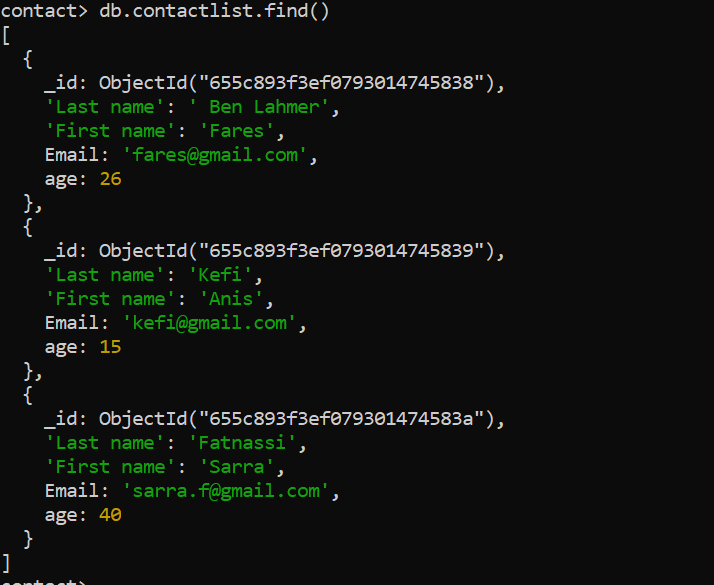 contact> db.contactlist.find()
[
  {
    _id: ObjectId("655c893f3ef0793014745838"),
    'Last name': ' Ben Lahmer',
    'First name': 'Fares',
    Email: 'fares@gmail.com',
    age: 26
  },
  {
    _id: ObjectId("655c893f3ef0793014745839"),
    'Last name': 'Kefi',
    'First name': 'Anis',
    Email: 'kefi@gmail.com',
    age: 15
  },
  {
    _id: ObjectId("655c893f3ef079301474583a"),
    'Last name': 'Fatnassi',
    'First name': 'Sarra',
    Email: 'sarra.f@gmail.com',
    age: 40
  }
]
contact>